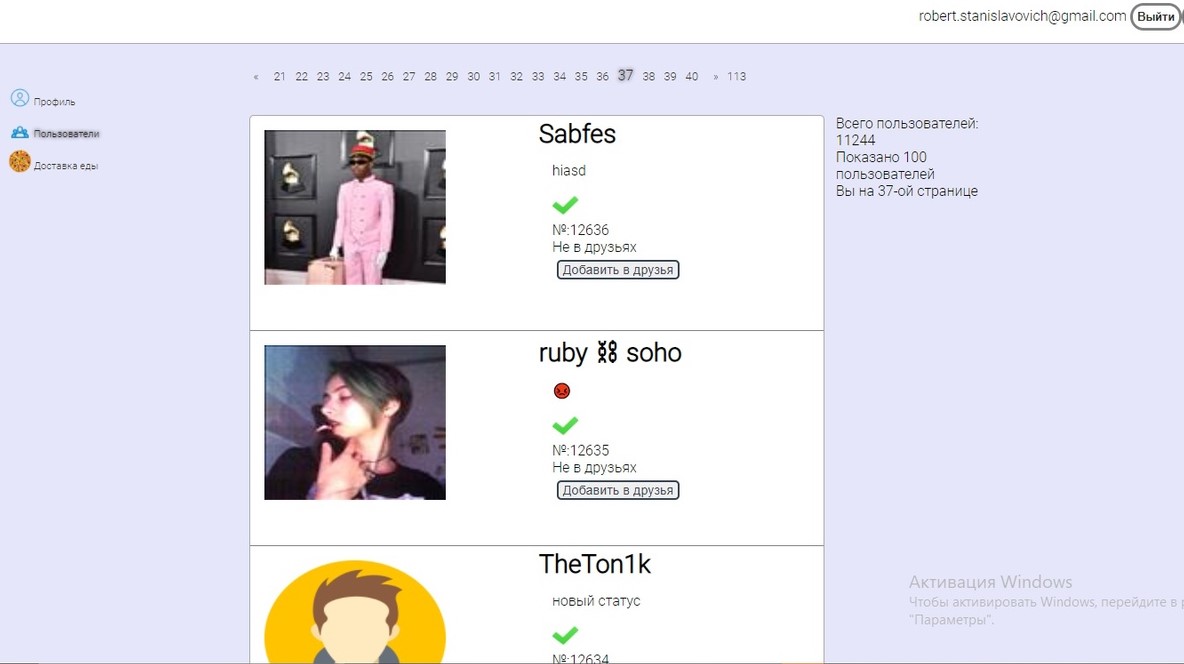 robert.stanislavovich@gmail.com Выйти
« 21 22 23 24 25 26 27 28 29 30 31 32 33 34 35 36 37 38 39 40 » 113
Профиль
Пользователи
Доставка еды
Sabfes
hiasd
№:12636
Не в друзьях
Добавить в друзья
ruby ⛓ soho
№:12635
Не в друзьях
Добавить в друзья
TheTon1k
новый статус
№:12634
Всего пользователей:
11244
Показано 100
пользователей
Вы на 37-ой странице
Активация Windows
Чтобы активировать Windows, перейдите в
"Параметры".